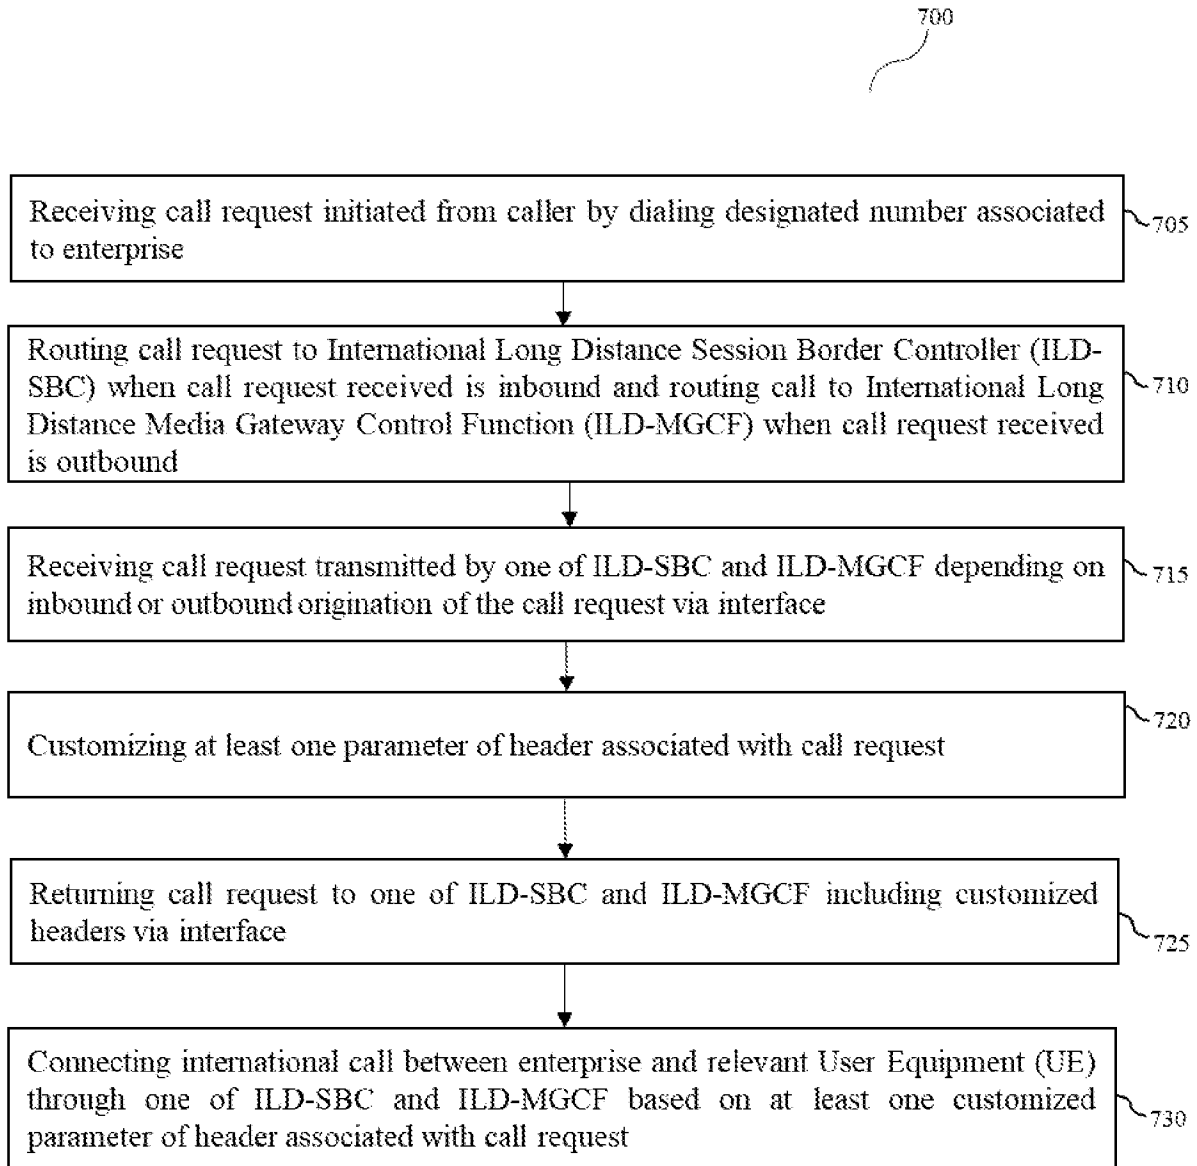 700
Receiving call request initiated from caller by dialing designated number associated
to enterprise
705
Routing call request to International Long Distance Session Border Controller (ILD-
SBC) when call request received is inbound and routing call to International Long
Distance Media Gateway Control Function (ILD-MGCF) when call request received
is outbound
710
Receiving call request transmitted by one of ILD-SBC and ILD-MGCF depending on
inbound or outbound origination of the call request via interface
715
Customizing at least one parameter of header associated with call request
720
Returning call request to one of ILD-SBC and ILD-MGCF including customized
headers via interface
725
Connecting international call between enterprise and relevant User Equipment (UE)
through one of ILD-SBC and ILD-MGCF based on at least one customized
parameter of header associated with call request
730